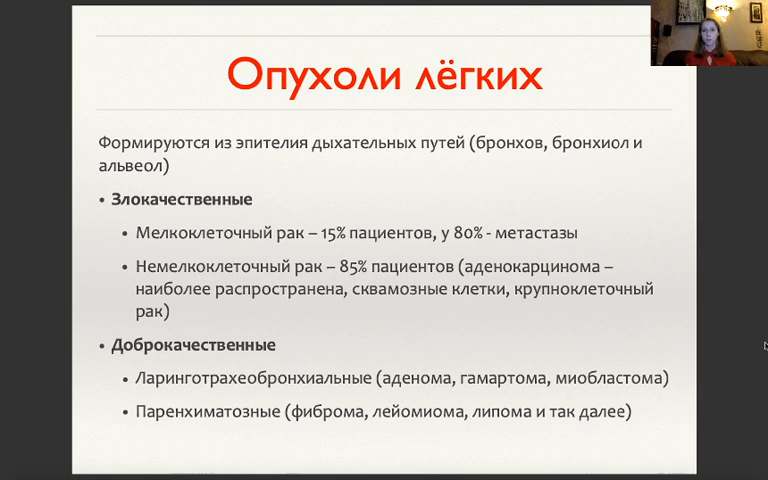 Опухоли лёгких
Формируются из эпителия дыхательных путей (бронхов, бронхиол и
альвеол)
• Злокачественные
• Мелкоклеточный рак – 15% пациентов, у 80% - метастазы
• Немелкоклеточный рак – 85% пациентов (аденокарцинома –
наиболее распространена, сквамозные клетки, крупноклеточный
рак)
• Доброкачественные
• Ларинготрахеобронхиальные (аденома, гамартома, миобластома)
• Паренхиматозные (фиброма, лейомиома, липома и так далее)